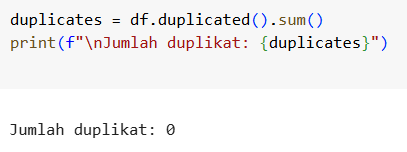 duplicates = df.duplicated().sum()
print(f"\nJumlah duplikat: {duplicates}")
Jumlah duplikat: 0